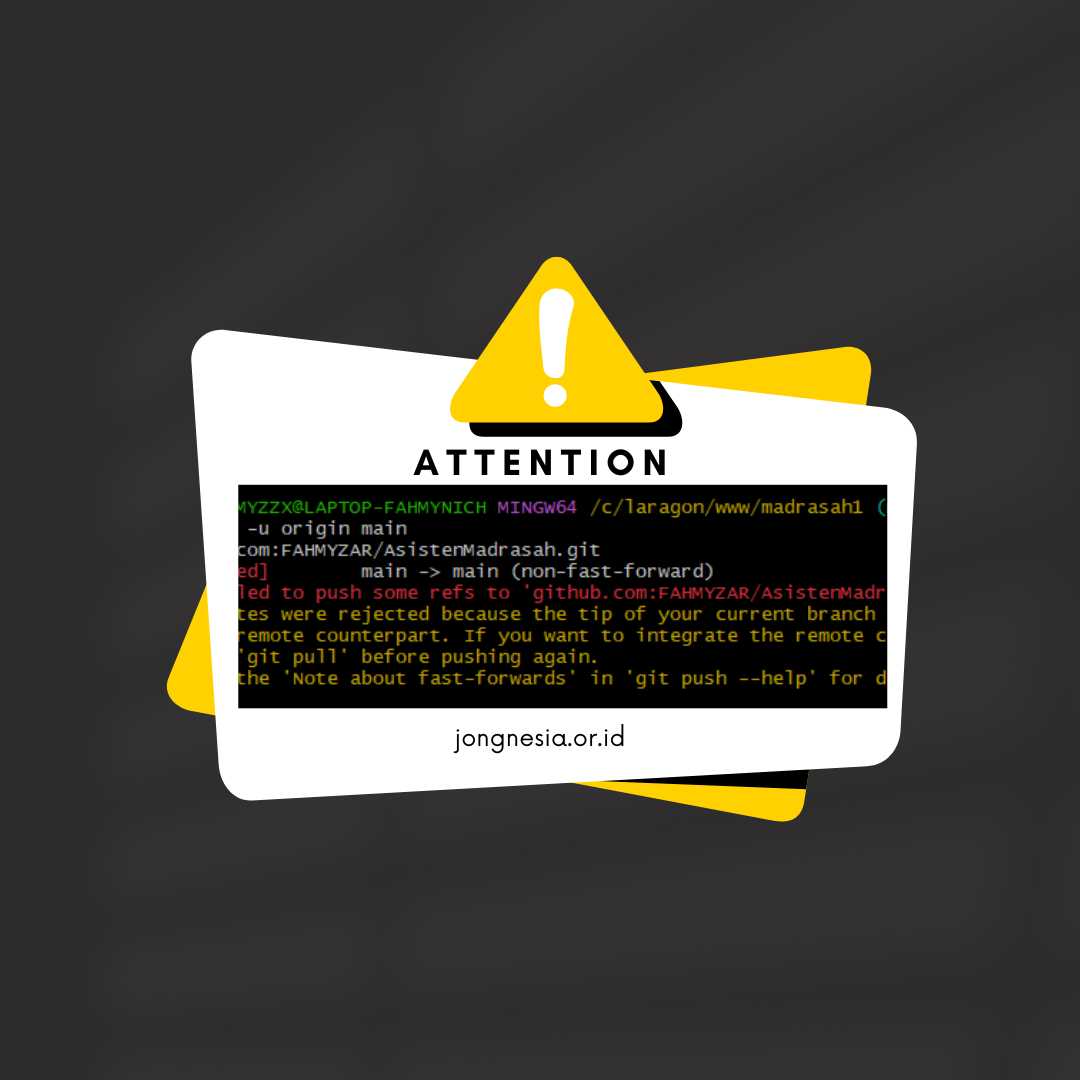 ATTENTION
MYZZX@LAPTOP-FAHMYNICH MINGW64 /c/laragon/www/madrasah1 (
-u origin main
com:FAHMYZAR/AsistenMadrasah.git
ed] main -> main (non-fast-forward)
led to push some refs to 'github.com:FAHMYZAR/AsistenMadr
tes were rejected because the tip of your current branch
remote counterpart. If you want to integrate the remote c
'git pull' before pushing again.
the 'Note about fast-forwards' in 'git push --help' for d
jongnesia.or.id